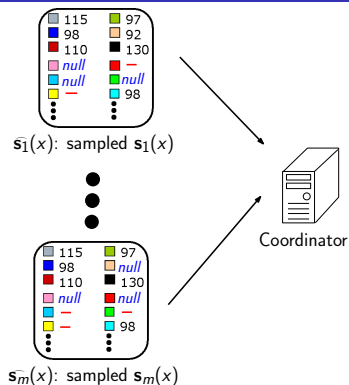 115 97
98 92
110 130
null –
null null
– 98
s̃₁(x): sampled s₁(x)
Coordinator
115 97
98 null
110 130
null null
– –
– 98
s̃ₘ(x): sampled sₘ(x)